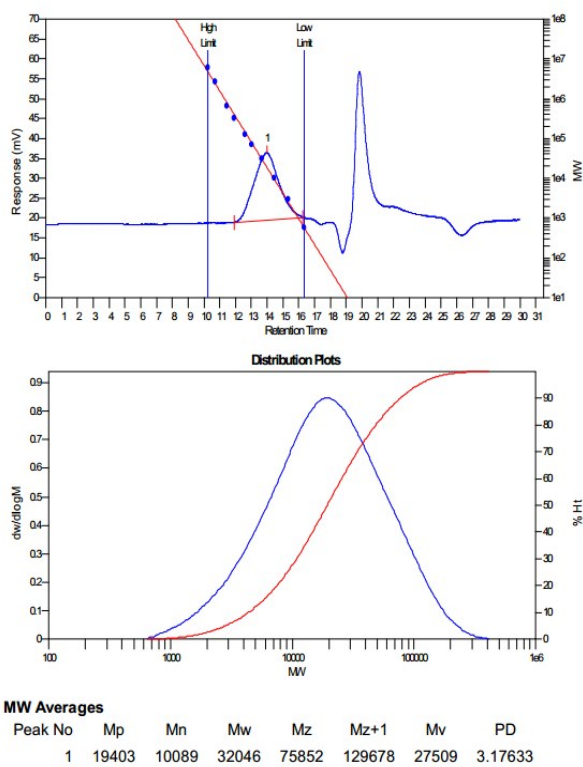 High Limit
Low Limit
70
65
60
55
50
45
40
35
30
25
20
15
10
5
0
Response (mV)
1
1e8
1e7
1e6
1e5
1e4
1e3
1e2
1e1
MW
0 1 2 3 4 5 6 7 8 9 10 11 12 13 14 15 16 17 18 19 20 21 22 23 24 25 26 27 28 29 30 31
Retention Time
Distribution Plots
0.9
0.8
0.7
0.6
0.5
0.4
0.3
0.2
0.1
0
dw/dlogM
90
80
70
60
50
40
30
20
10
0
% Ht
100 1000 10000 100000 1e6
MW
MW Averages
Peak No Mp Mn Mw Mz Mz+1 Mv PD
1 19403 10089 32046 75852 129678 27509 3.17633